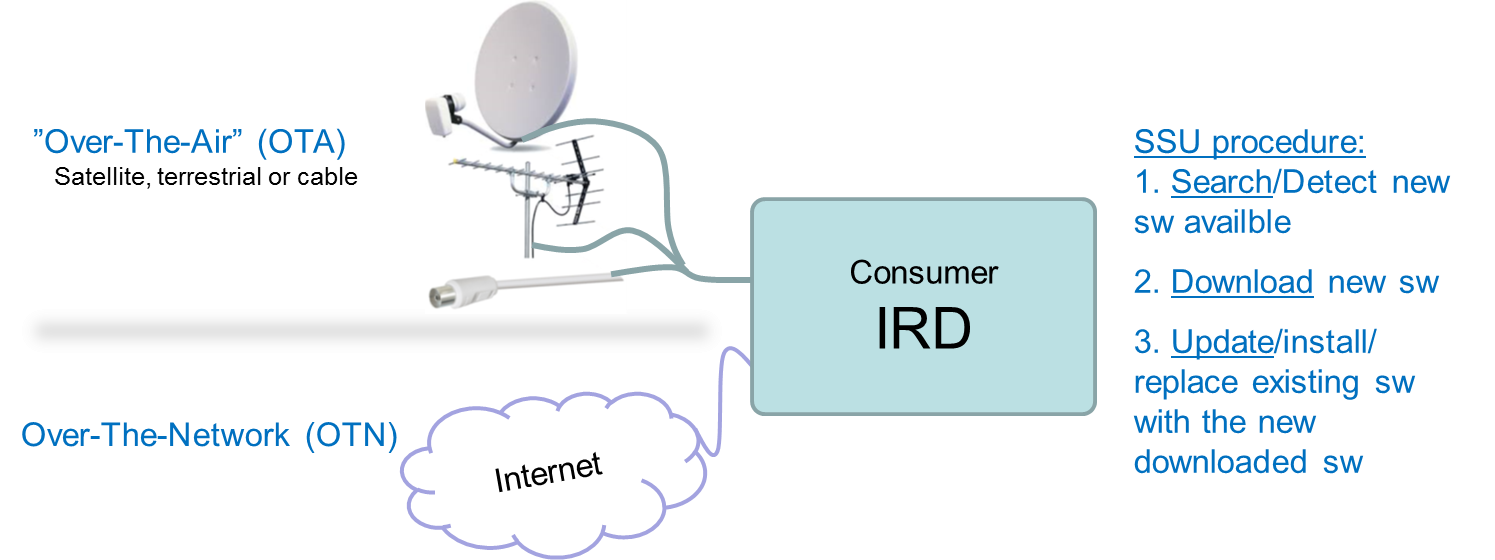 ”Over-The-Air” (OTA)
Satellite, terrestrial or cable
Consumer
IRD
Over-The-Network (OTN)
Internet
SSU procedure:
1. Search/Detect new
sw availble
2. Download new sw
3. Update/install/
replace existing sw
with the new
downloaded sw